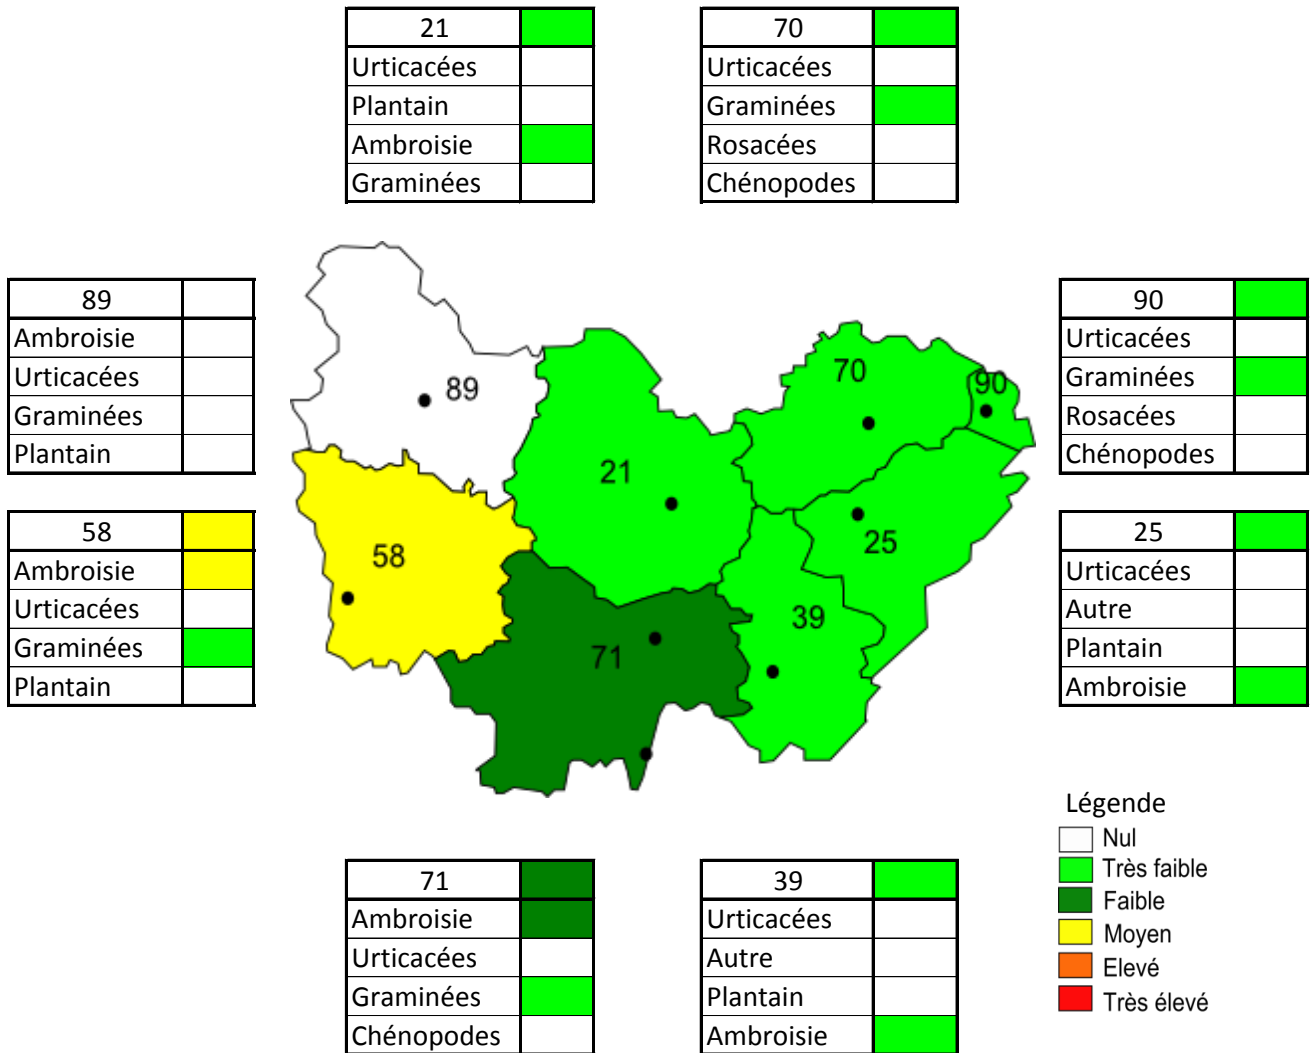 21
Urticacées
Plantain
Ambroisie
Graminées
70
Urticacées
Graminées
Rosacées
Chénopodes
89
Ambroisie
Urticacées
Graminées
Plantain
58
Ambroisie
Urticacées
Graminées
Plantain
89
70
90
21
25
58
39
71
90
Urticacées
Graminées
Rosacées
Chénopodes
25
Urticacées
Autre
Plantain
Ambroisie
71
Ambroisie
Urticacées
Graminées
Chénopodes
39
Urticacées
Autre
Plantain
Ambroisie
Légende
Nul
Très faible
Faible
Moyen
Elevé
Très élevé